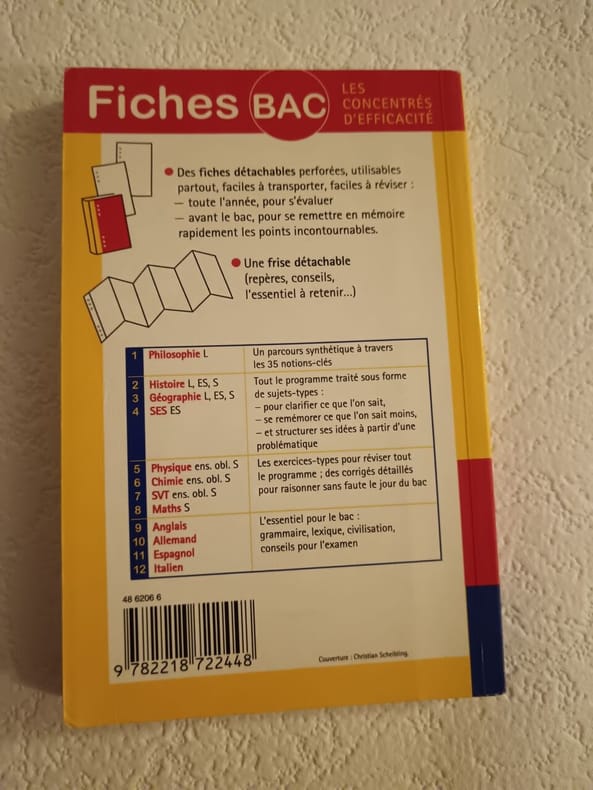 Fiches BAC
LES
CONCENTRÉS
D'EFFICACITÉ
● Des fiches détachables perforées, utilisables
partout, faciles à transporter, faciles à réviser :
— toute l'année, pour s'évaluer
— avant le bac, pour se remettre en mémoire
rapidement les points incontournables.
● Une frise détachable
(repères, conseils,
l'essentiel à retenir...)
1 Philosophie L
Un parcours synthétique à travers
les 35 notions-clés
2 Histoire L, ES, S
3 Géographie L, ES, S
4 SES ES
Tout le programme traité sous forme
de sujets-types :
– pour clarifier ce que l'on sait,
– se remémorer ce que l'on sait moins,
– et structurer ses idées à partir d'une
problématique
5 Physique ens. obl. S
6 Chimie ens. obl. S
7 SVT ens. obl. S
8 Maths S
Les exercices-types pour réviser tout
le programme ; des corrigés détaillés
pour raisonner sans faute le jour du bac
9 Anglais
10 Allemand
11 Espagnol
12 Italien
L'essentiel pour le bac :
grammaire, lexique, civilisation,
conseils pour l'examen
48 6206 6
9 782218 722448
Couverture : Christian Scheibling.